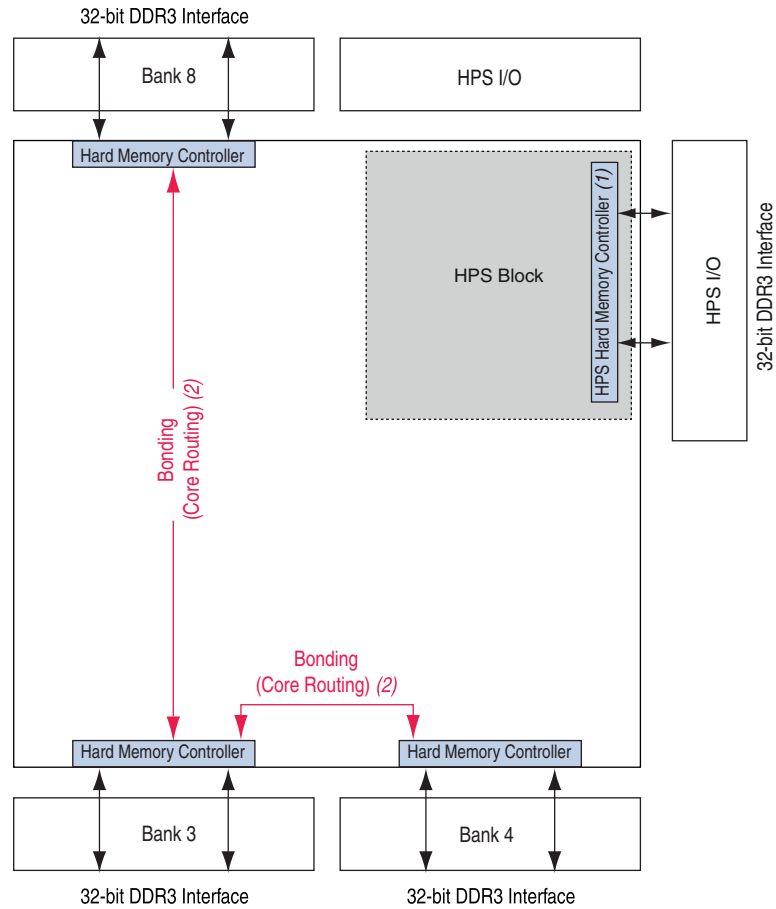 32-bit DDR3 Interface
Bank 8
HPS I/O
Hard Memory Controller
HPS Block
HPS Hard Memory Controller (1)
HPS I/O
32-bit DDR3 Interface
Bonding
(Core Routing) (2)
Bonding
(Core Routing) (2)
Hard Memory Controller
Hard Memory Controller
Bank 3
Bank 4
32-bit DDR3 Interface
32-bit DDR3 Interface